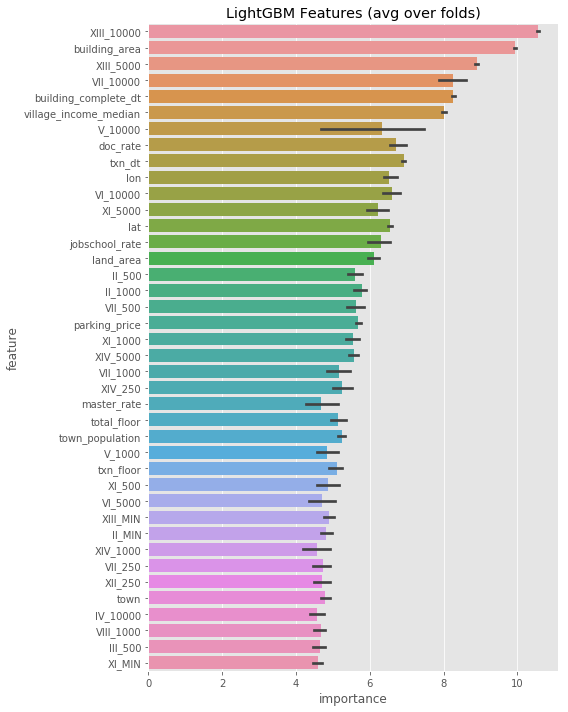 LightGBM Features (avg over folds)
XIII_10000
building_area
XIII_5000
VII_10000
building_complete_dt
village_income_median
V_10000
doc_rate
txn_dt
lon
VI_10000
XI_5000
lat
jobschool_rate
land_area
II_500
II_1000
VII_500
parking_price
XI_1000
XIV_5000
VII_1000
XIV_250
master_rate
total_floor
town_population
V_1000
txn_floor
XI_500
VI_5000
XIII_MIN
II_MIN
XIV_1000
VII_250
XII_250
town
IV_10000
VIII_1000
III_500
XI_MIN
feature
0 2 4 6 8 10
importance